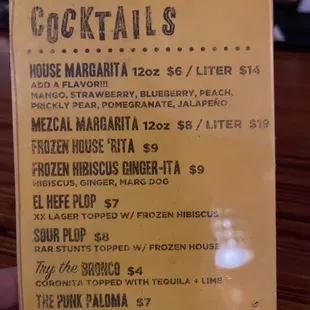 COCKTAILS
HOUSE MARGARITA 12oz $6 / LITER $14
ADD A FLAVOR!!!
MANGO, STRAWBERRY, BLUEBERRY, PEACH,
PRICKLY PEAR, POMEGRANATE, JALAPEÑO
MEZCAL MARGARITA 12oz $8 / LITER $19
FROZEN HOUSE 'RITA $9
FROZEN HIBISCUS GINGER-ITA $9
HIBISCUS, GINGER, MARG DOG
EL HEFE PLOP $7
XX LAGER TOPPED W/ FROZEN HIBISCUS
SOUR PLOP $8
RAR STUNTS TOPPED W/ FROZEN HOUSE
Try the BRONCO $4
CORONITA TOPPED WITH TEQUILA + LIME
THE PUNK PALOMA $7